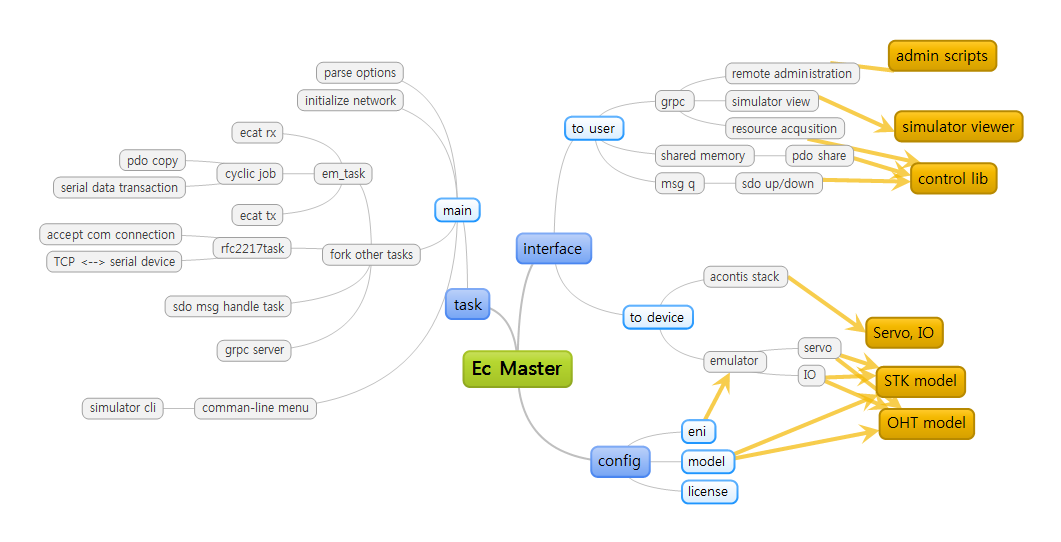 Ec Master
task
main
parse options
initialize network
fork other tasks
em_task
ecat rx
cyclic job
pdo copy
serial data transaction
ecat tx
rfc2217task
accept com connection
TCP <--> serial device
sdo msg handle task
grpc server
comman-line menu
simulator cli
interface
to user
grpc
remote administration
simulator view
resource acqusition
shared memory
pdo share
msg q
sdo up/down
admin scripts
simulator viewer
control lib
to device
acontis stack
emulator
servo
IO
Servo, IO
STK model
OHT model
config
eni
model
license